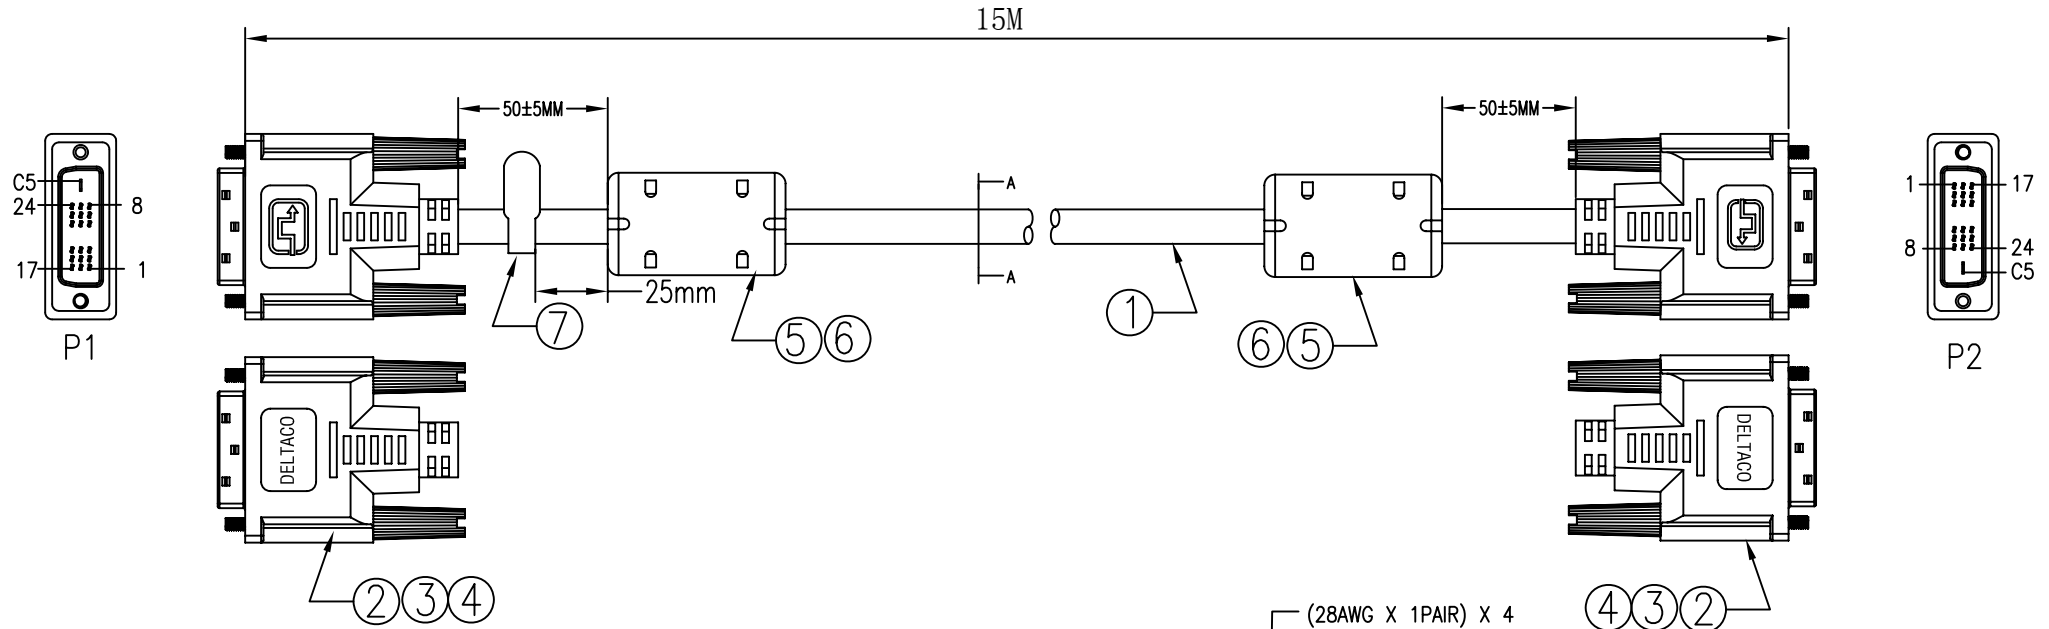 15M
50±5MM
50±5MM
A
C5
24
8
1
17
25mm
A
17
1
8
24
C5
7
1
5 6
6 5
P1
P2
DELTACO
DELTACO
2 3 4
(28AWG X 1PAIR) X 4
4 3 2